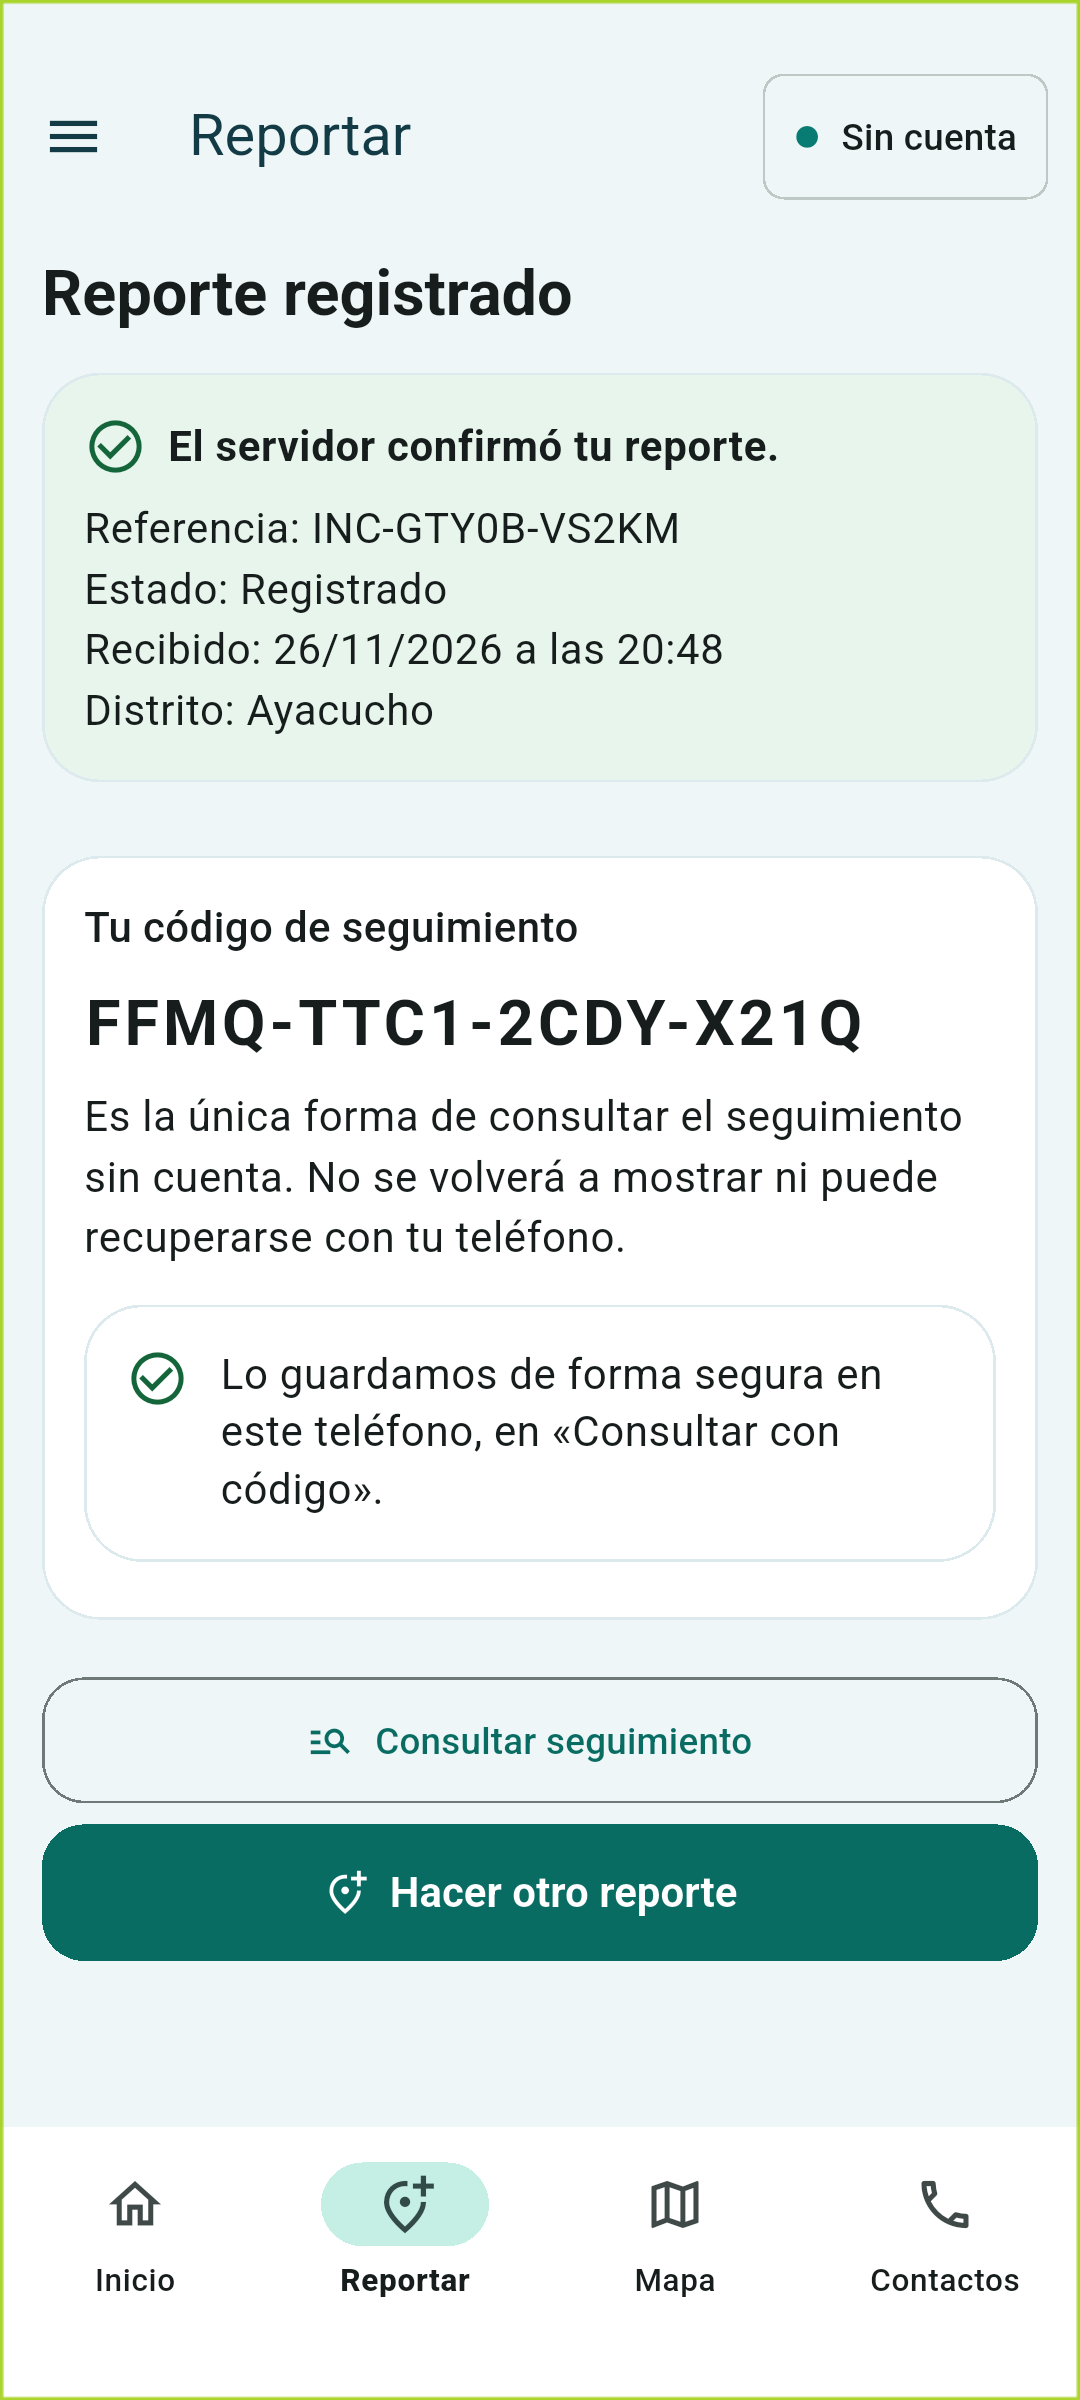 Reportar
Sin cuenta
Reporte registrado
El servidor confirmó tu reporte.
Referencia: INC-GTY0B-VS2KM
Estado: Registrado
Recibido: 26/11/2026 a las 20:48
Distrito: Ayacucho
Tu código de seguimiento
FFMQ-TTC1-2CDY-X21Q
Es la única forma de consultar el seguimiento
sin cuenta. No se volverá a mostrar ni puede
recuperarse con tu teléfono.
Lo guardamos de forma segura en
este teléfono, en «Consultar con
código».
Consultar seguimiento
Hacer otro reporte
Inicio
Reportar
Mapa
Contactos